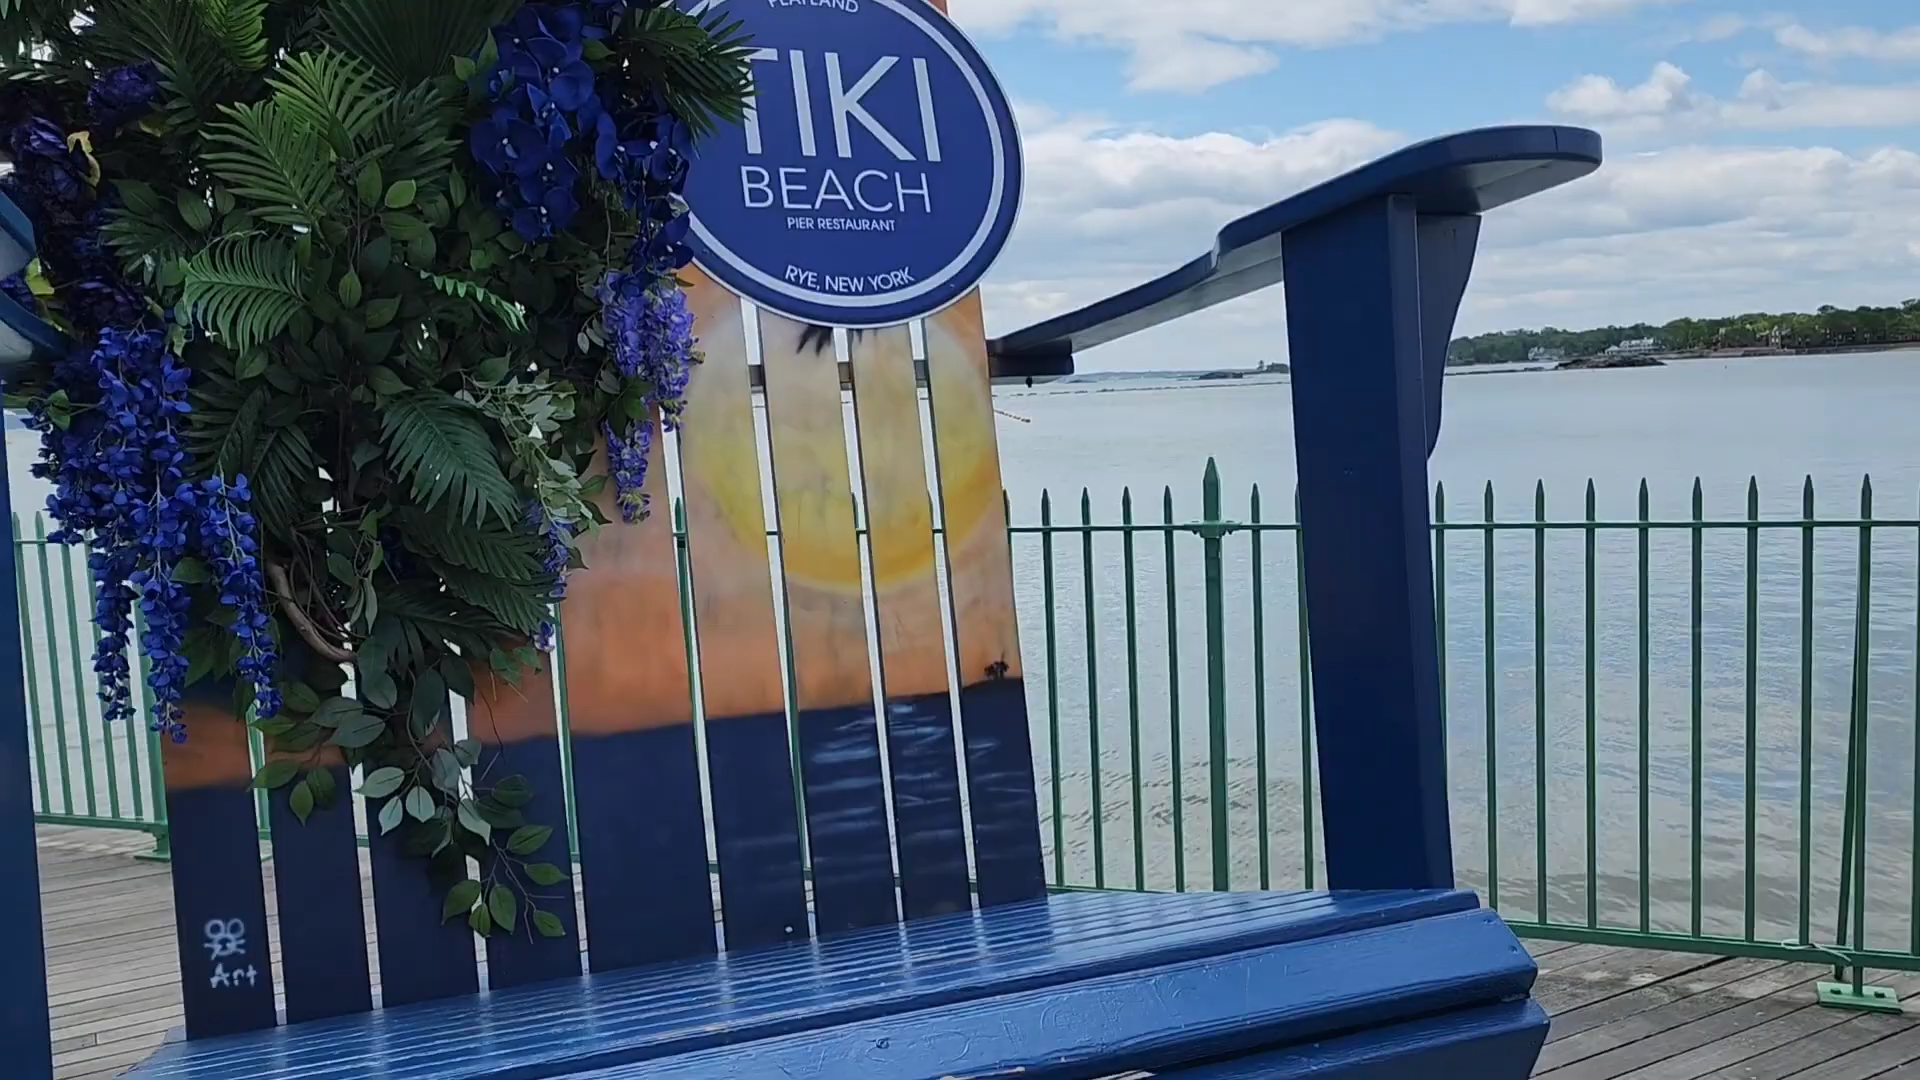 PLAYLAND
TIKI
BEACH
PIER RESTAURANT
RYE, NEW YORK
Art